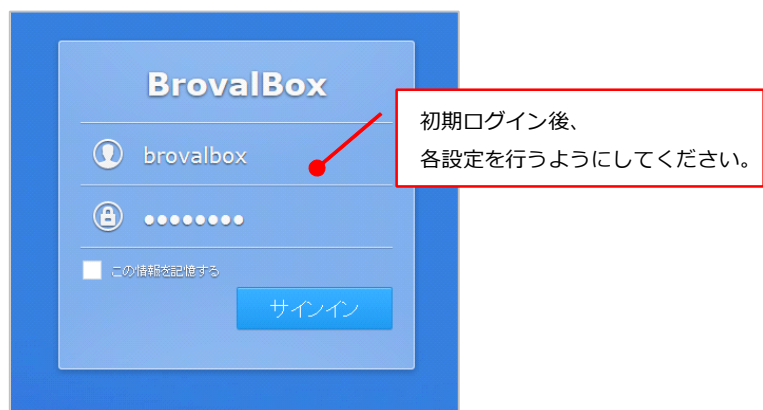 BrovalBox
初期ログイン後、
各設定を行うようにしてください。
brovalbox
●●●●●●●●
この情報を記憶する
サインイン